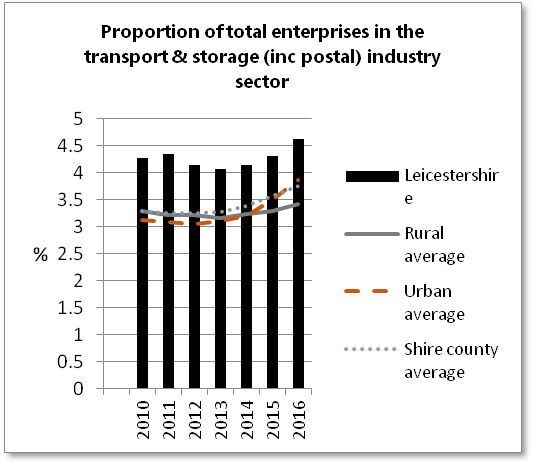 Proportion of total enterprises in the
transport & storage (inc postal) industry
sector
5
4.5
4
3.5
3
2.5
2
1.5
1
0.5
0
%
2010
2011
2012
2013
2014
2015
2016
Leicestershir
e
Rural
average
Urban
average
Shire county
average